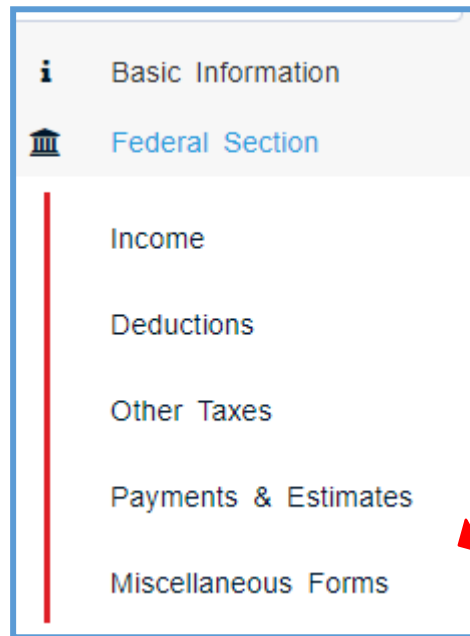 Basic Information
Federal Section
Income
Deductions
Other Taxes
Payments & Estimates
Miscellaneous Forms